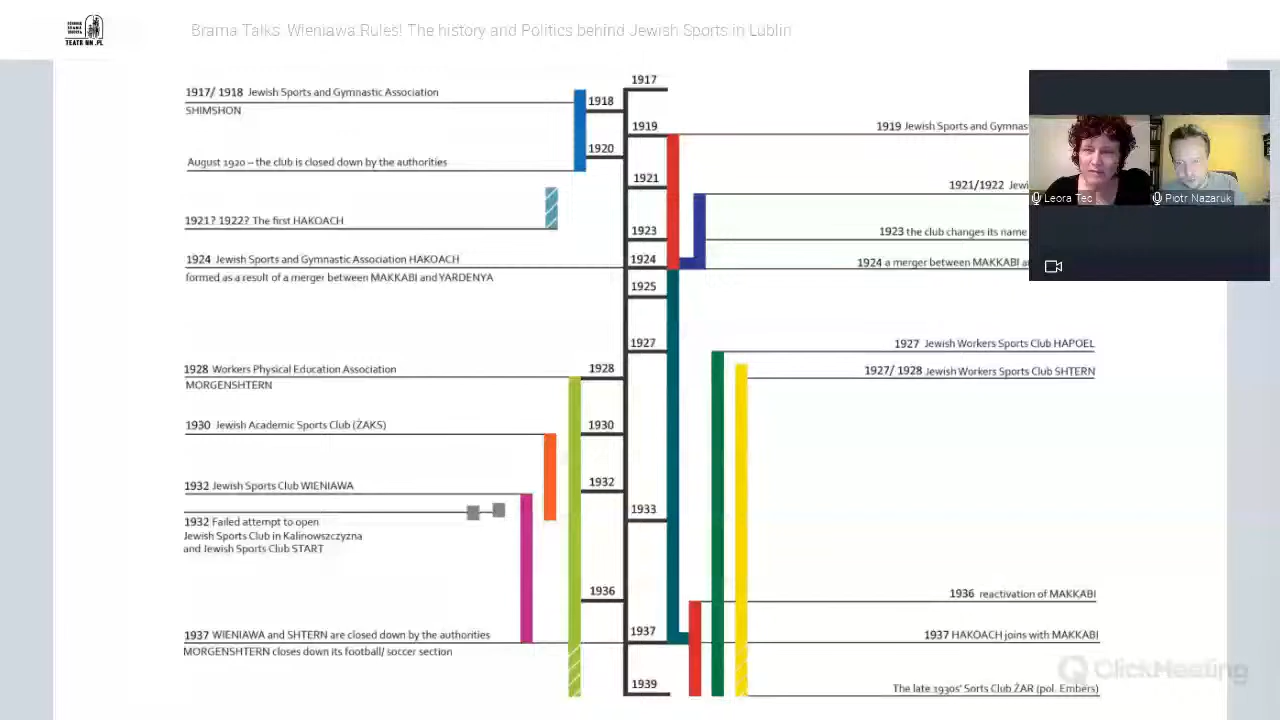 TEATR NN .PL
Brama Talks: Wieniawa Rules! The history and Politics behind Jewish Sports in Lublin
1917/ 1918 Jewish Sports and Gymnastic Association
SHIMSHON
August 1920 – the club is closed down by the authorities
1921? 1922? The first HAKOACH
1924 Jewish Sports and Gymnastic Association HAKOACH
formed as a result of a merger between MAKKABI and YARDENYA
1928 Workers Physical Education Association
MORGENSHTERN
1930 Jewish Academic Sports Club (ŻAKS)
1932 Jewish Sports Club WIENIAWA
1932 Failed attempt to open
Jewish Sports Club in Kalinowszczyzna
and Jewish Sports Club START
1937 WIENIAWA and SHTERN are closed down by the authorities
MORGENSHTERN closes down its football/ soccer section
1917
1918
1919
1920
1921
1923
1924
1925
1927
1928
1930
1932
1933
1936
1937
1939
1919 Jewish Sports and Gymnas
1921/1922 Jewi
1923 the club changes its name
1924 a merger between MAKKABI
1927 Jewish Workers Sports Club HAPOEL
1927/ 1928 Jewish Workers Sports Club SHTERN
1936 reactivation of MAKKABI
1937 HAKOACH joins with MAKKABI
The late 1930s' Sorts Club ŻAR (pol. Embers)
Leora Tec
Piotr Nazaruk
ClickMeeting